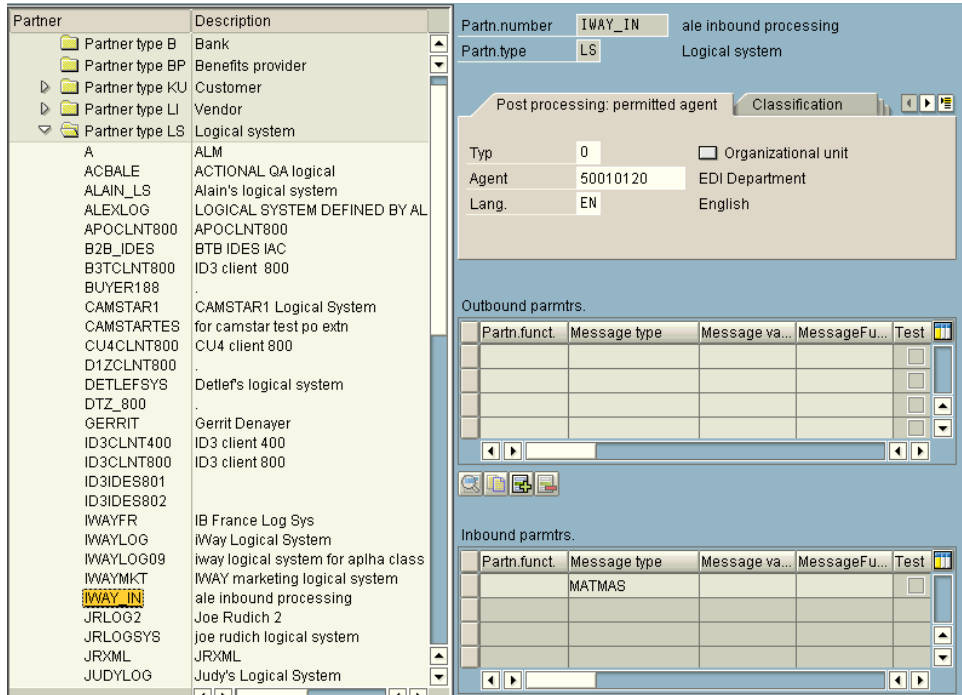 Partner Description
Partner type B Bank
Partner type BP Benefits provider
Partner type KU Customer
Partner type LI Vendor
Partner type LS Logical system
A ALM
ACBALE ACTIONAL QA logical
ALAIN_LS Alain's logical system
ALEXLOG LOGICAL SYSTEM DEFINED BY AL
APOCLNT800 APOCLNT800
B2B_IDES BTB IDES IAC
B3TCLNT800 ID3 client 800
BUYER188 .
CAMSTAR1 CAMSTAR1 Logical System
CAMSTARTES for camstar test po extn
CU4CLNT800 CU4 client 800
D1ZCLNT800 .
DETLEFSYS Detlef's logical system
DTZ_800 .
GERRIT Gerrit Denayer
ID3CLNT400 ID3 client 400
ID3CLNT800 ID3 client 800
ID3IDES801
ID3IDES802
IWAYFR IB France Log Sys
IWAYLOG iWay Logical System
IWAYLOG09 iway logical system for aplha class
IWAYMKT IWAY marketing logical system
IWAY_IN ale inbound processing
JRLOG2 Joe Rudich 2
JRLOGSYS joe rudich logical system
JRXML JRXML
JUDYLOG Judy's Logical System
Partn.number IWAY_IN ale inbound processing
Partn.type LS Logical system
Post processing: permitted agent Classification
Typ O Organizational unit
Agent 50010120 EDI Department
Lang. EN English
Outbound parmtrs.
Partn.funct. Message type Message va... MessageFu... Test
Inbound parmtrs.
Partn.funct. Message type Message va... MessageFu... Test
MATMAS